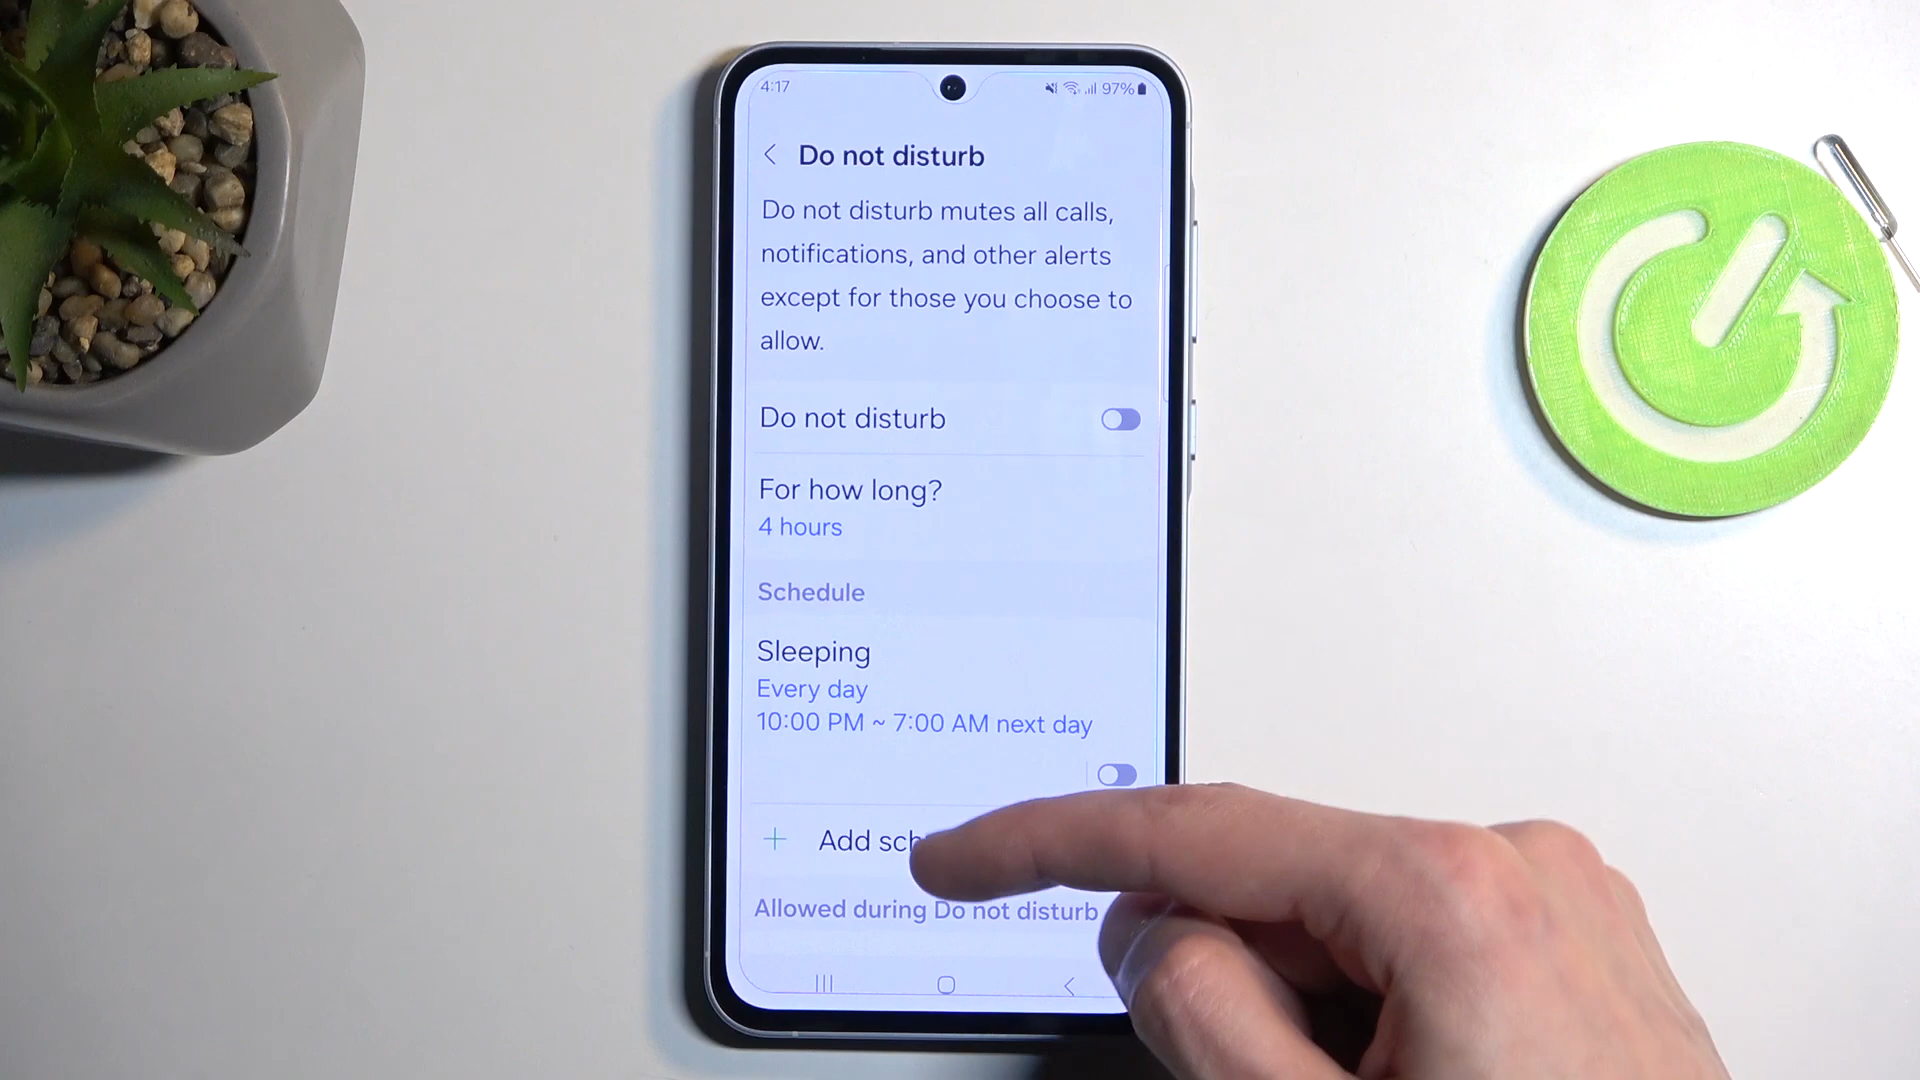 4:17
97%
Do not disturb
Do not disturb mutes all calls,
notifications, and other alerts
except for those you choose to
allow.
Do not disturb
For how long?
4 hours
Schedule
Sleeping
Every day
10:00 PM ~ 7:00 AM next day
Add
Allowed during Do not disturb